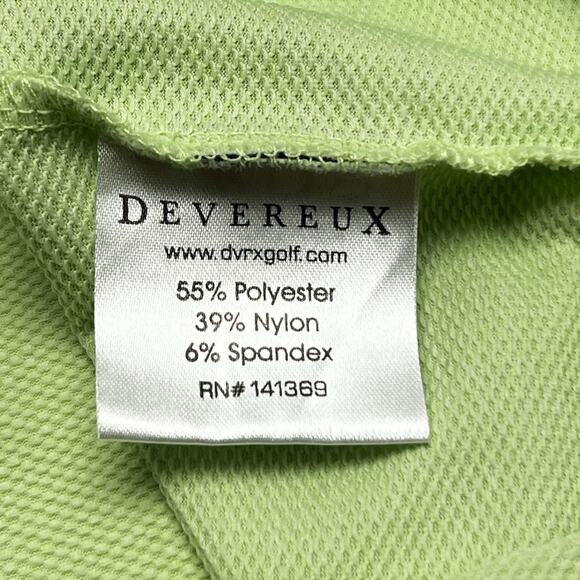 DEVEREUX
www.dvrxgolf.com
55% Polyester
39% Nylon
6% Spandex
RN# 141369